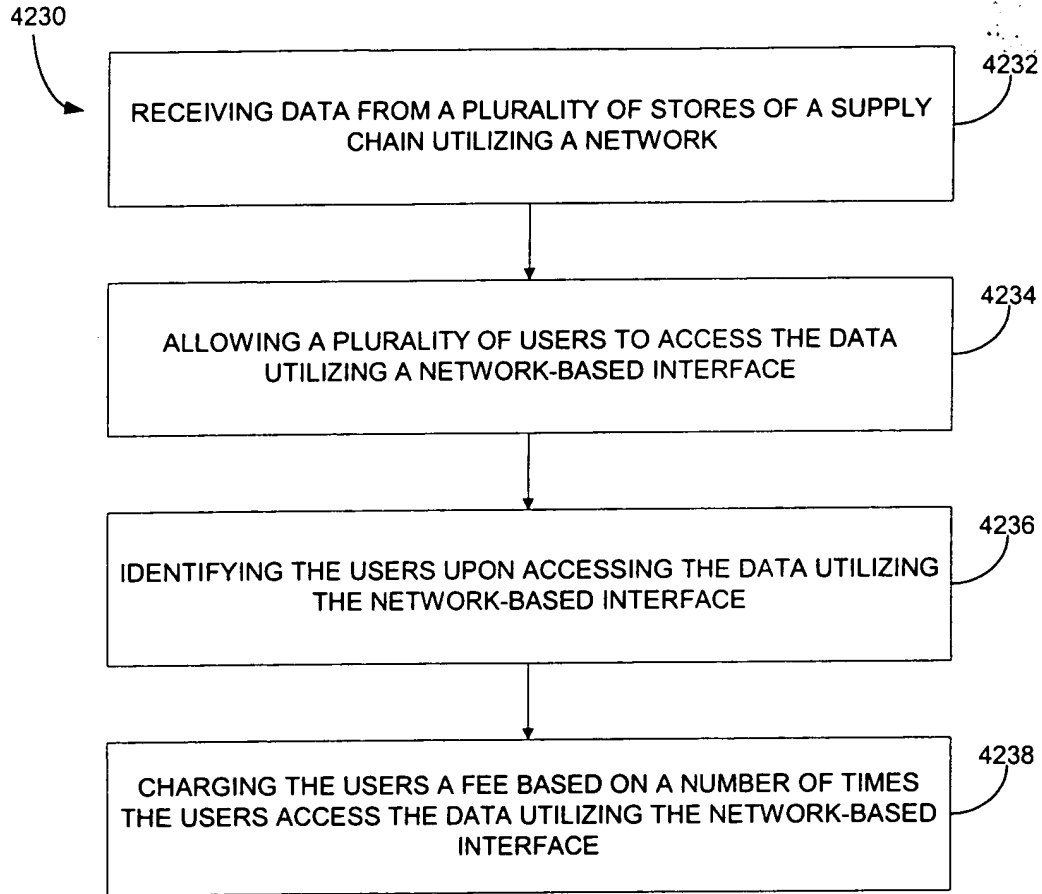 4230
4232
RECEIVING DATA FROM A PLURALITY OF STORES OF A SUPPLY
CHAIN UTILIZING A NETWORK
4234
ALLOWING A PLURALITY OF USERS TO ACCESS THE DATA
UTILIZING A NETWORK-BASED INTERFACE
4236
IDENTIFYING THE USERS UPON ACCESSING THE DATA UTILIZING
THE NETWORK-BASED INTERFACE
4238
CHARGING THE USERS A FEE BASED ON A NUMBER OF TIMES
THE USERS ACCESS THE DATA UTILIZING THE NETWORK-BASED
INTERFACE